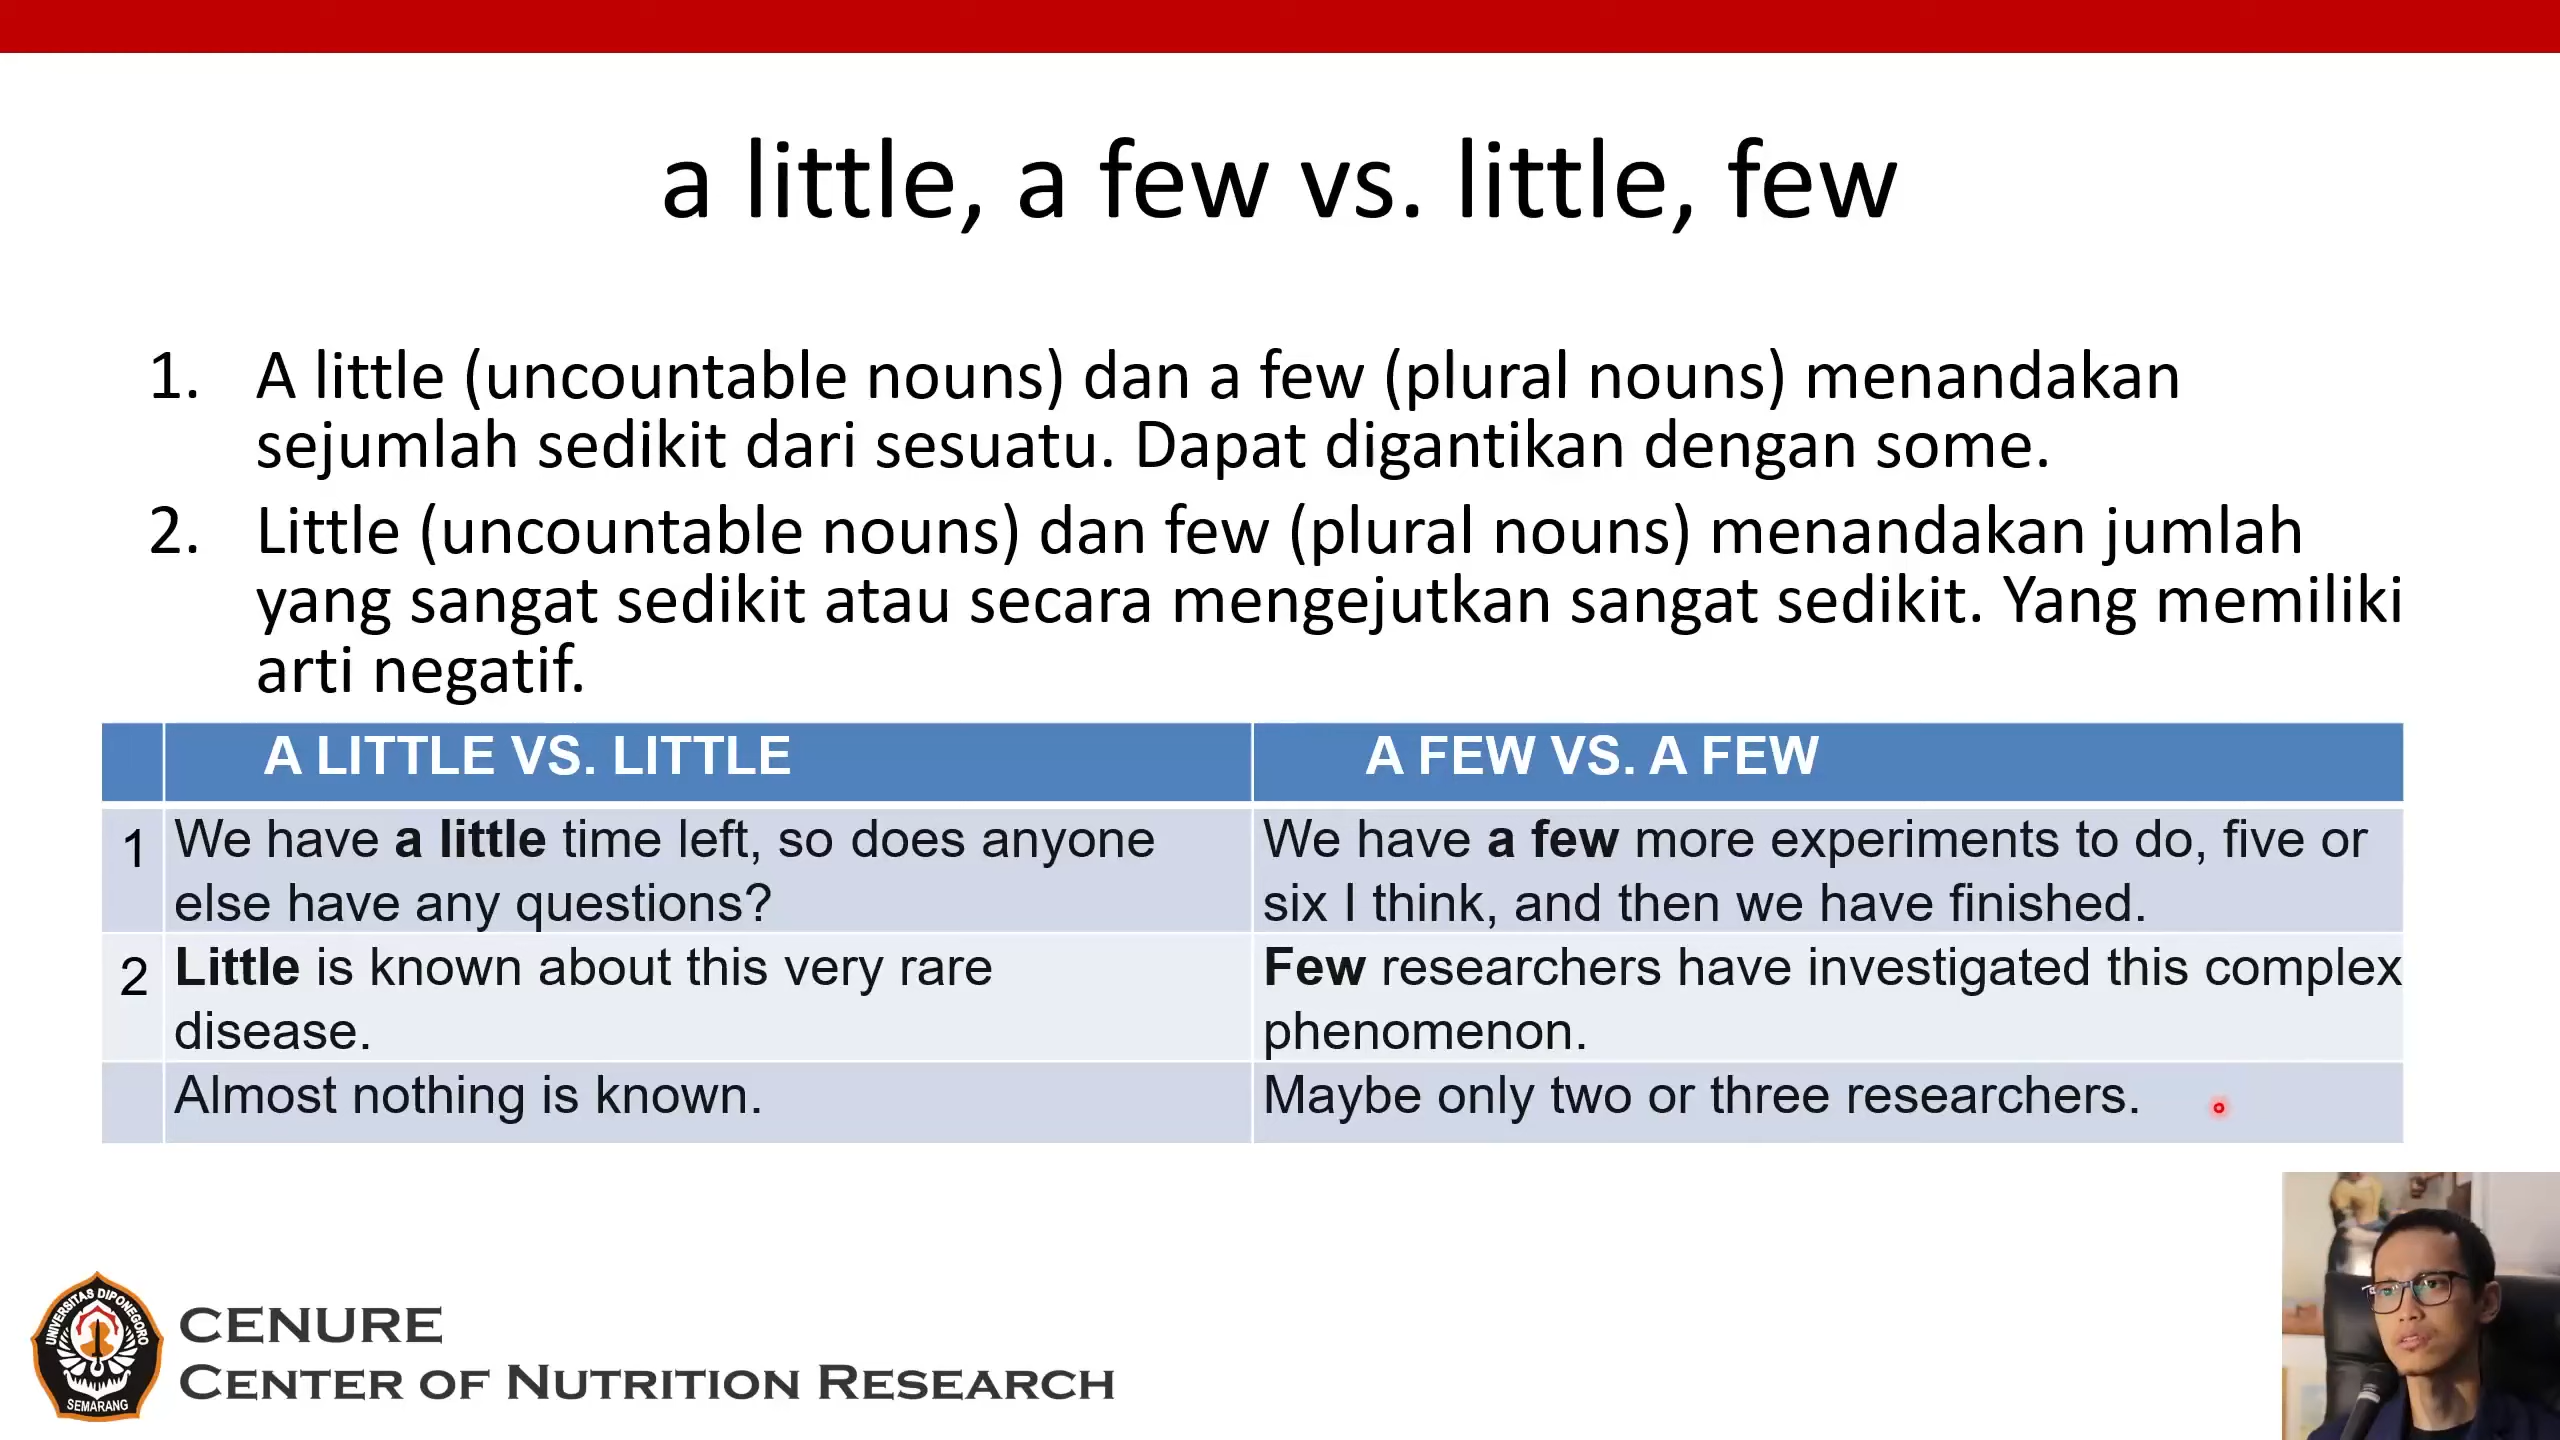 a little, a few vs. little, few
1. A little (uncountable nouns) dan a few (plural nouns) menandakan
sejumlah sedikit dari sesuatu. Dapat digantikan dengan some.
2. Little (uncountable nouns) dan few (plural nouns) menandakan jumlah
yang sangat sedikit atau secara mengejutkan sangat sedikit. Yang memiliki
arti negatif.
A LITTLE VS. LITTLE
A FEW VS. A FEW
1
We have a little time left, so does anyone
else have any questions?
We have a few more experiments to do, five or
six I think, and then we have finished.
2
Little is known about this very rare
disease.
Few researchers have investigated this complex
phenomenon.
Almost nothing is known.
Maybe only two or three researchers.
UNIVERSITAS DIPONEGORO
SEMARANG
CENURE
CENTER OF NUTRITION RESEARCH